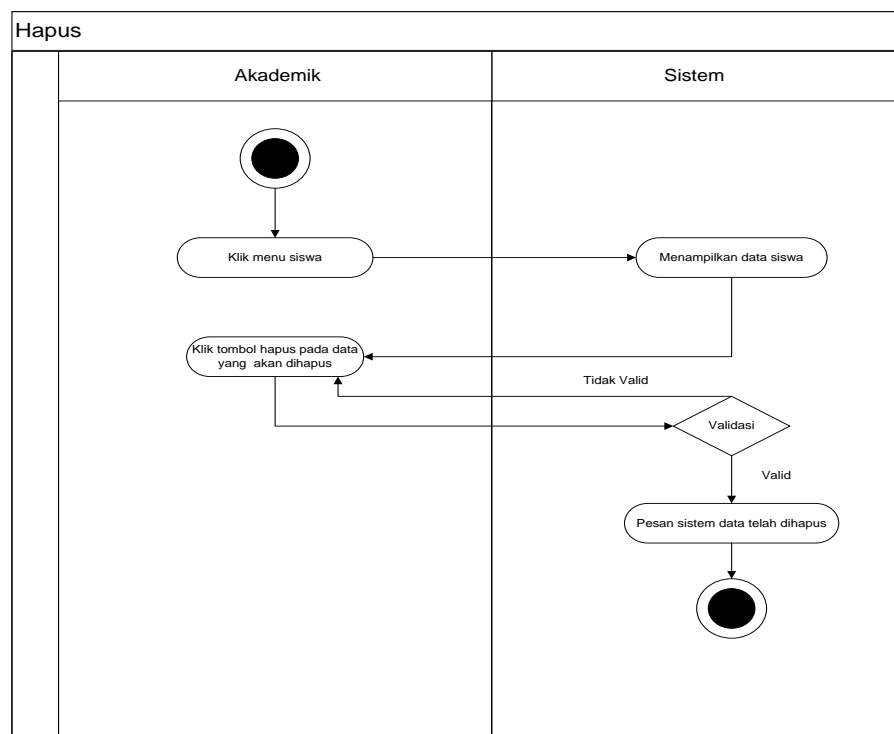 Hapus
Akademik
Sistem
Klik menu siswa
Menampilkan data siswa
Klik tombol hapus pada data
yang akan dihapus
Tidak Valid
Validasi
Valid
Pesan sistem data telah dihapus